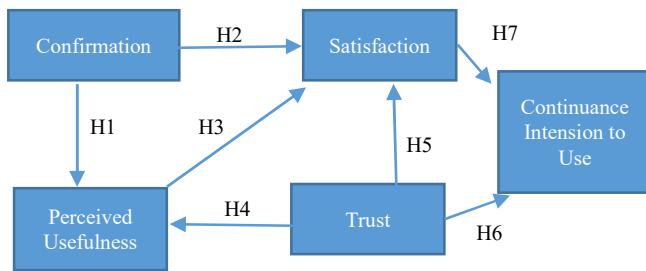 Confirmation
H2
Satisfaction
H7
Continuance
Intension to
Use
H1
H3
H5
Perceived
Usefulness
H4
Trust
H6